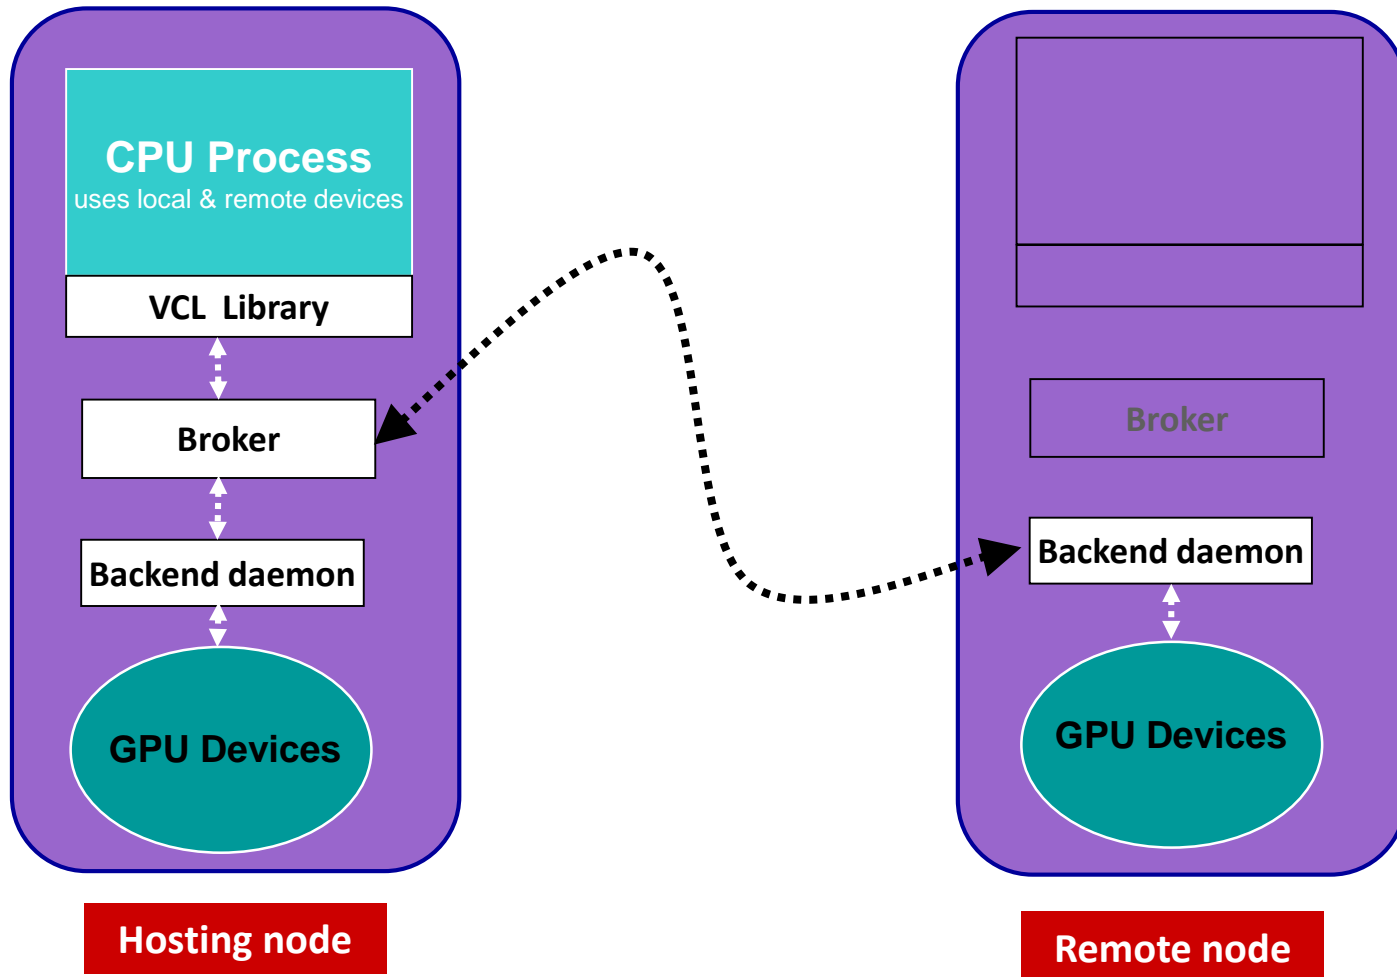 CPU Process
uses local & remote devices
VCL  Library
Broker
Backend daemon
GPU Devices
Hosting node
Broker
Backend daemon
GPU Devices
Remote node